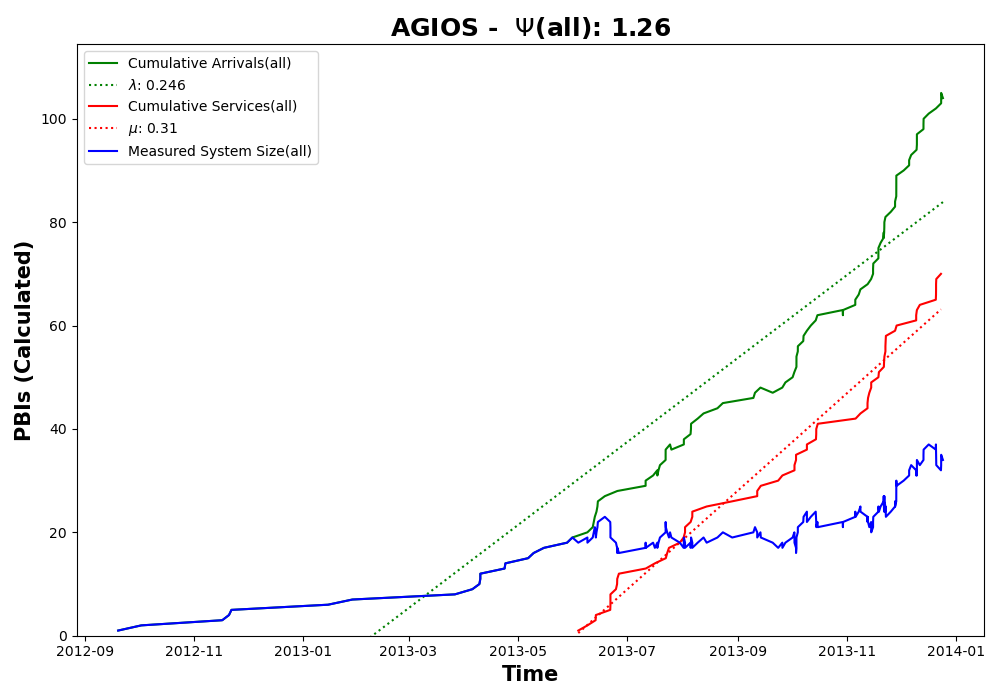 AGIOS - Ψ(all): 1.26
Cumulative Arrivals(all)
λ: 0.246
Cumulative Services(all)
μ: 0.31
Measured System Size(all)
PBIs (Calculated)
100
80
60
40
20
0
2012-09 2012-11 2013-01 2013-03 2013-05 2013-07 2013-09 2013-11 2014-01
Time